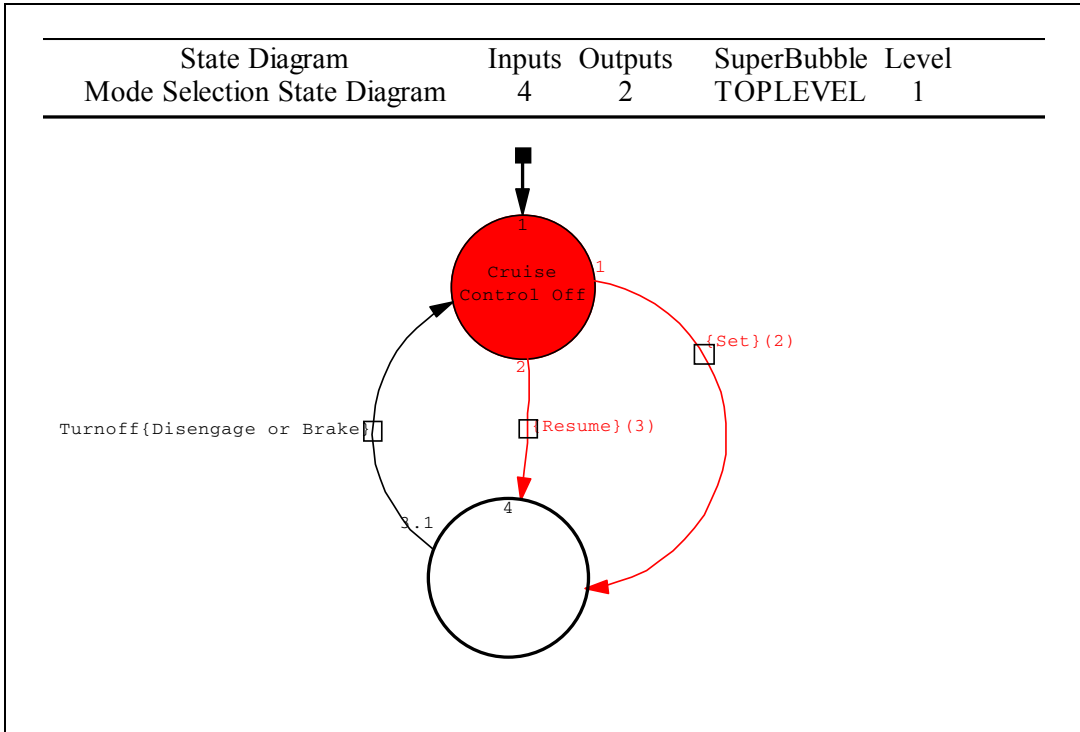 State Diagram Inputs Outputs SuperBubble Level
Mode Selection State Diagram 4 2 TOPLEVEL 1
1
Cruise
Control Off
1
{Set}(2)
2
Turnoff{Disengage or Brake}
{Resume}(3)
3.1
4